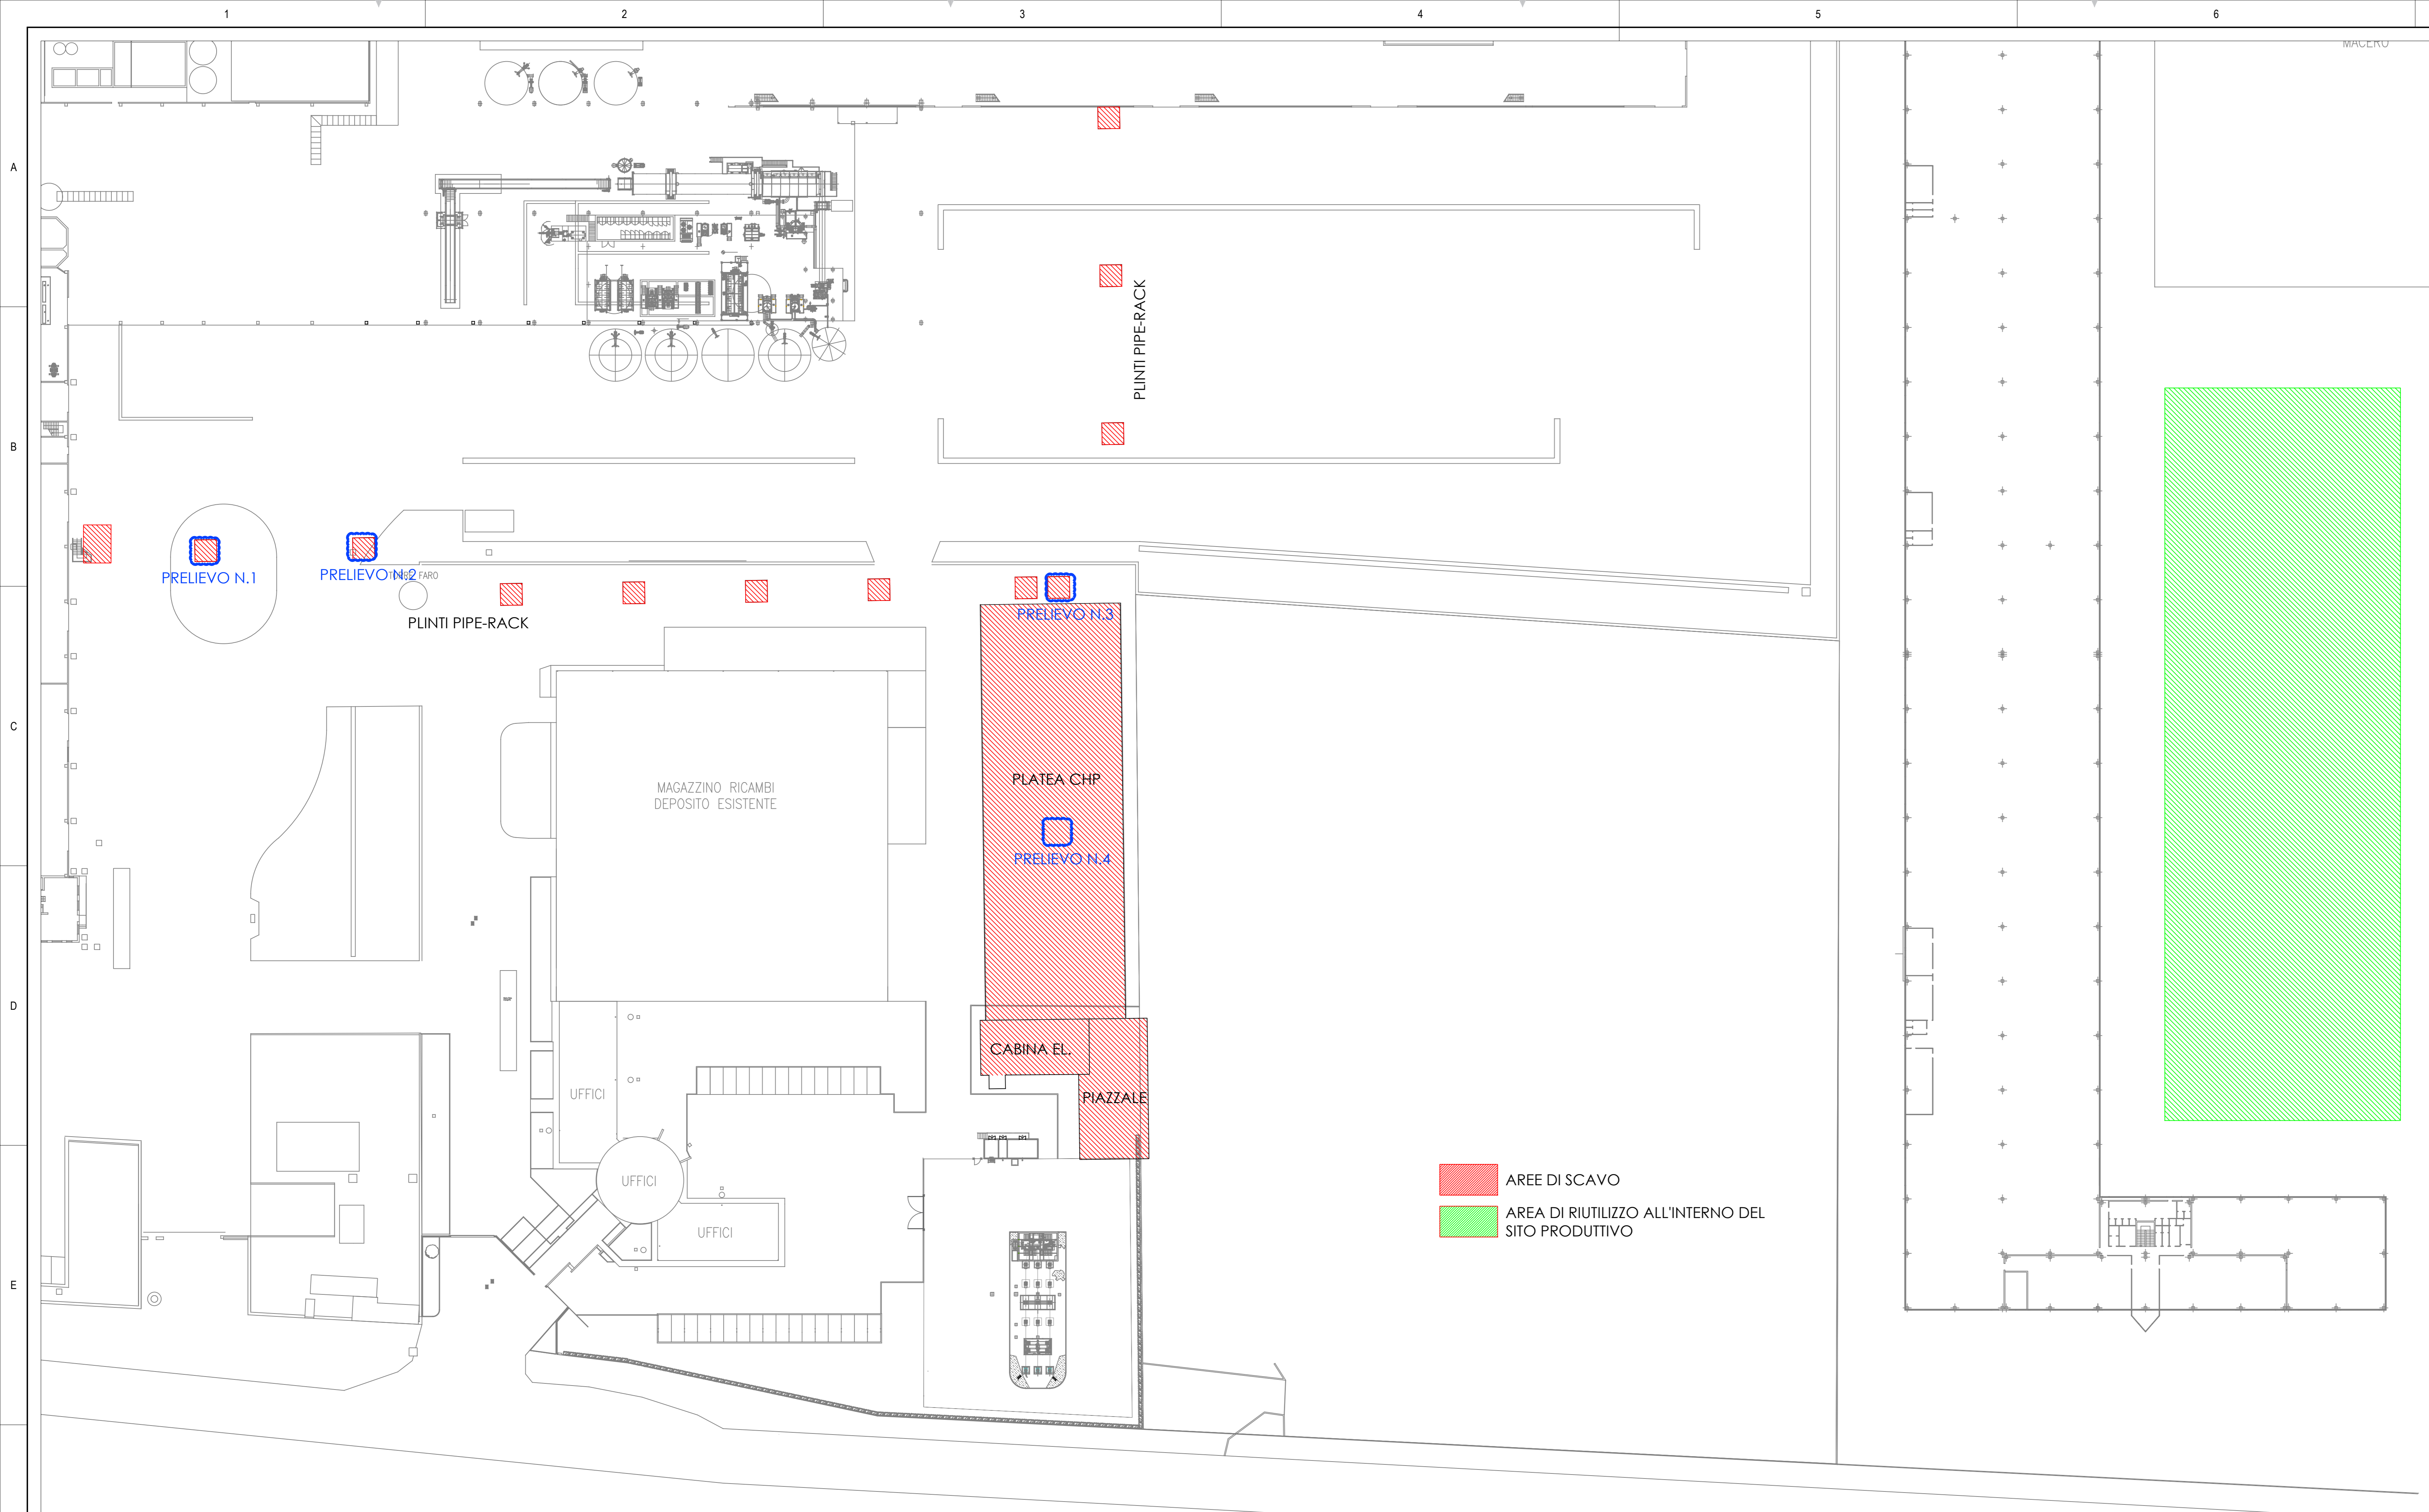 1 2 3 4 5 6
MACERO
A
PLINTI PIPE-RACK
B
PRELIEVO N.1
PRELIEVO N.2
TORRE FARO
PRELIEVO N.3
PLINTI PIPE-RACK
C
PLATEA CHP
MAGAZZINO RICAMBI
DEPOSITO ESISTENTE
PRELIEVO N.4
D
CABINA EL.
UFFICI
PIAZZALE
UFFICI
AREE DI SCAVO
AREA DI RIUTILIZZO ALL'INTERNO DEL
SITO PRODUTTIVO
UFFICI
E